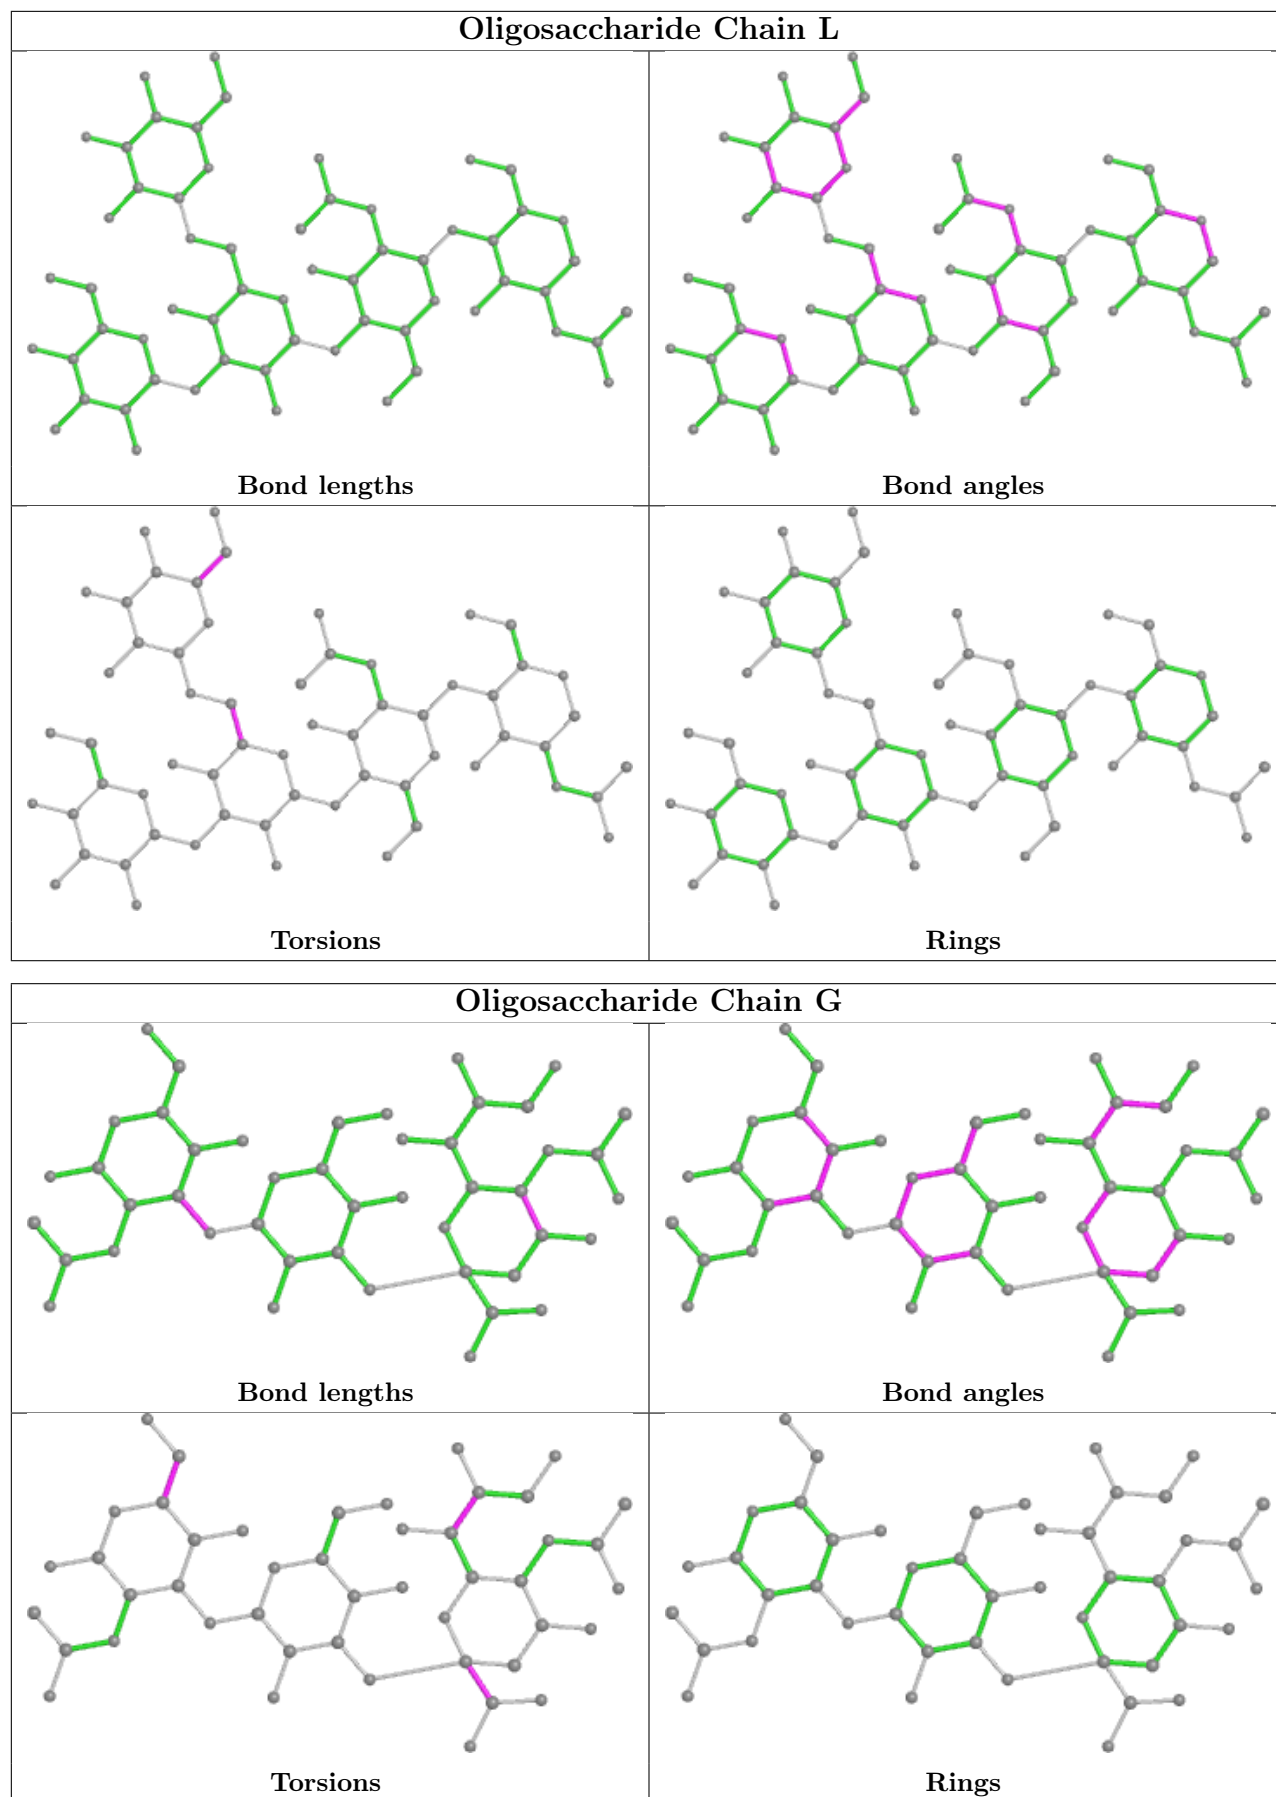 Oligosaccharide Chain L
Bond lengths
Bond angles
Torsions
Rings
Oligosaccharide Chain G
Bond lengths
Bond angles
Torsions
Rings